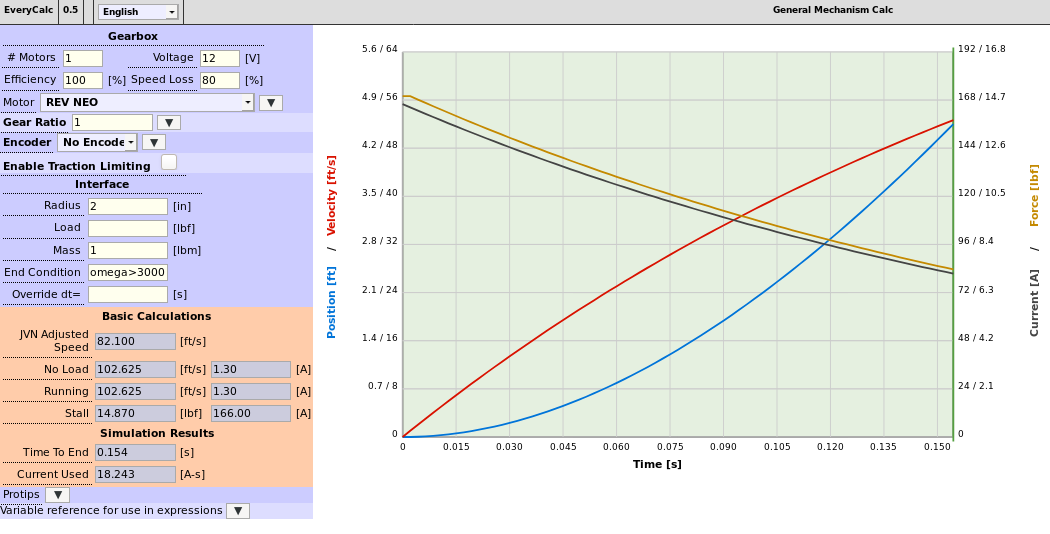 EveryCalc 0.5 English General Mechanism Calc
Gearbox
# Motors 1 Voltage 12 [V]
Efficiency 100 [%] Speed Loss 80 [%]
Motor REV NEO ▼
Gear Ratio 1 ▼
Encoder No Encode ▼
Enable Traction Limiting
Interface
Radius 2 [in]
Load [lbf]
Mass 1 [lbm]
End Condition omega>3000
Override dt= [s]
Basic Calculations
JVN Adjusted
Speed 82.100 [ft/s]
No Load 102.625 [ft/s] 1.30 [A]
Running 102.625 [ft/s] 1.30 [A]
Stall 14.870 [lbf] 166.00 [A]
Simulation Results
Time To End 0.154 [s]
Current Used 18.243 [A-s]
Protips ▼
Variable reference for use in expressions ▼
Position [ft] / Velocity [ft/s]
5.6 / 64
4.9 / 56
4.2 / 48
3.5 / 40
2.8 / 32
2.1 / 24
1.4 / 16
0.7 / 8
0
192 / 16.8
168 / 14.7
144 / 12.6
120 / 10.5
96 / 8.4
72 / 6.3
48 / 4.2
24 / 2.1
0
Current [A] / Force [lbf]
0 0.015 0.030 0.045 0.060 0.075 0.090 0.105 0.120 0.135 0.150
Time [s]